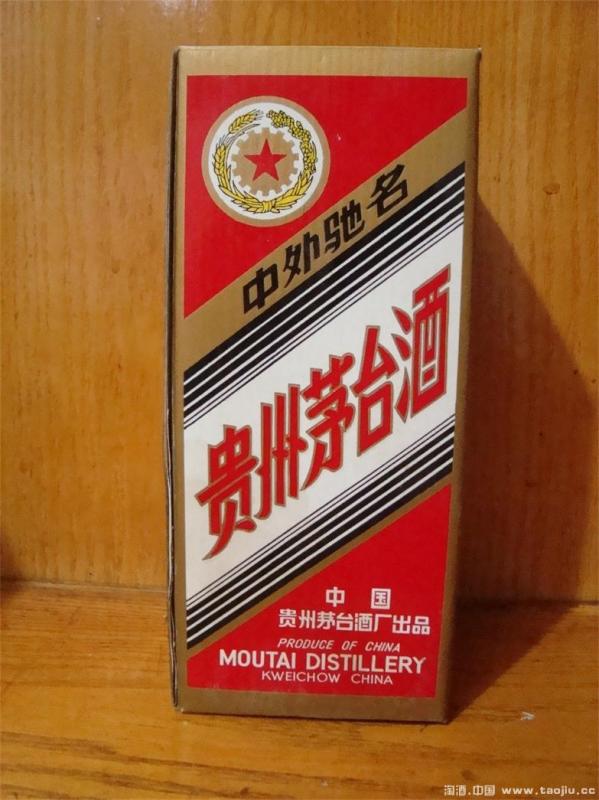 中外驰名
贵州茅台酒
中国
贵州茅台酒厂出品
PRODUCE OF CHINA
MOUTAI DISTILLERY
KWEICHOW CHINA
淘酒.中国 www.taojiu.cc